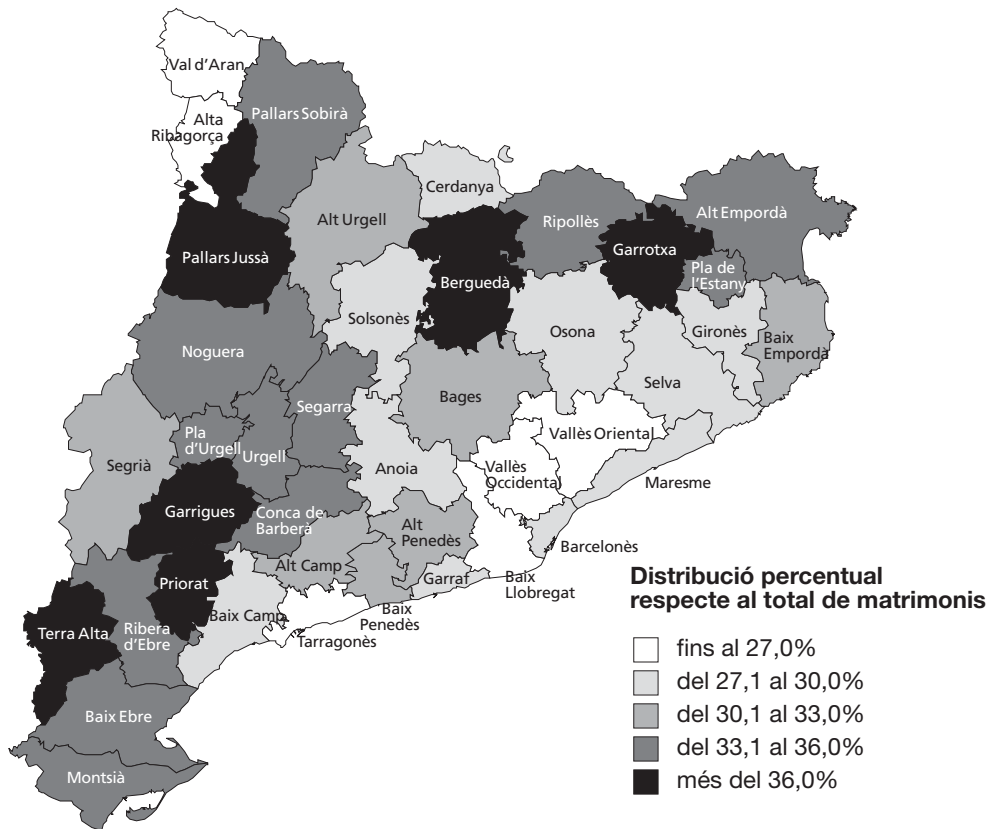 Val d'Aran
Pallars Sobirà
Alta
Ribagorça
Cerdanya
Alt Urgell
Ripollès
Alt Empordà
Garrotxa
Pallars Jussà
Berguedà
Pla de
l'Estany
Solsonès
Osona
Gironès
Baix
Empordà
Noguera
Selva
Bages
Segarra
Pla
d'Urgell
Urgell
Vallès Oriental
Segrià
Anoia
Vallès
Occidental
Maresme
Garrigues
Conca de
Barberà
Alt
Penedès
Barcelonès
Alt Camp
Garraf
Baix
Llobregat
Priorat
Baix Camp
Baix
Penedès
Tarragonès
Terra Alta
Ribera
d'Ebre
Baix Ebre
Montsià
Distribució percentual
respecte al total de matrimonis
fins al 27,0%
del 27,1 al 30,0%
del 30,1 al 33,0%
del 33,1 al 36,0%
més del 36,0%